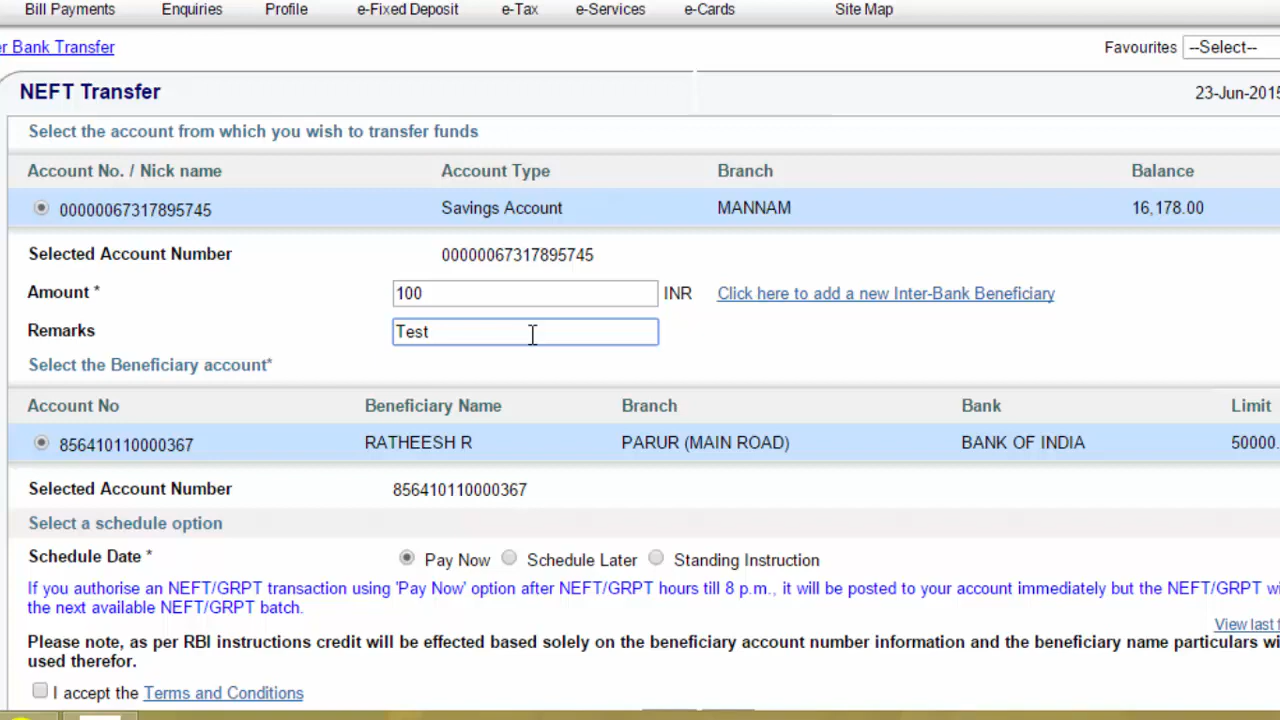 Bill Payments Enquiries Profile e-Fixed Deposit e-Tax e-Services e-Cards Site Map
er Bank Transfer Favourites --Select--
NEFT Transfer 23-Jun-2015
Select the account from which you wish to transfer funds
Account No. / Nick name Account Type Branch Balance
00000067317895745 Savings Account MANNAM 16,178.00
Selected Account Number 00000067317895745
Amount * 100 INR Click here to add a new Inter-Bank Beneficiary
Remarks Test
Select the Beneficiary account*
Account No Beneficiary Name Branch Bank Limit
856410110000367 RATHEESH R PARUR (MAIN ROAD) BANK OF INDIA 50000.
Selected Account Number 856410110000367
Select a schedule option
Schedule Date * Pay Now Schedule Later Standing Instruction
If you authorise an NEFT/GRPT transaction using 'Pay Now' option after NEFT/GRPT hours till 8 p.m., it will be posted to your account immediately but the NEFT/GRPT wi
the next available NEFT/GRPT batch.
View last f
Please note, as per RBI instructions credit will be effected based solely on the beneficiary account number information and the beneficiary name particulars wi
used therefor.
I accept the Terms and Conditions